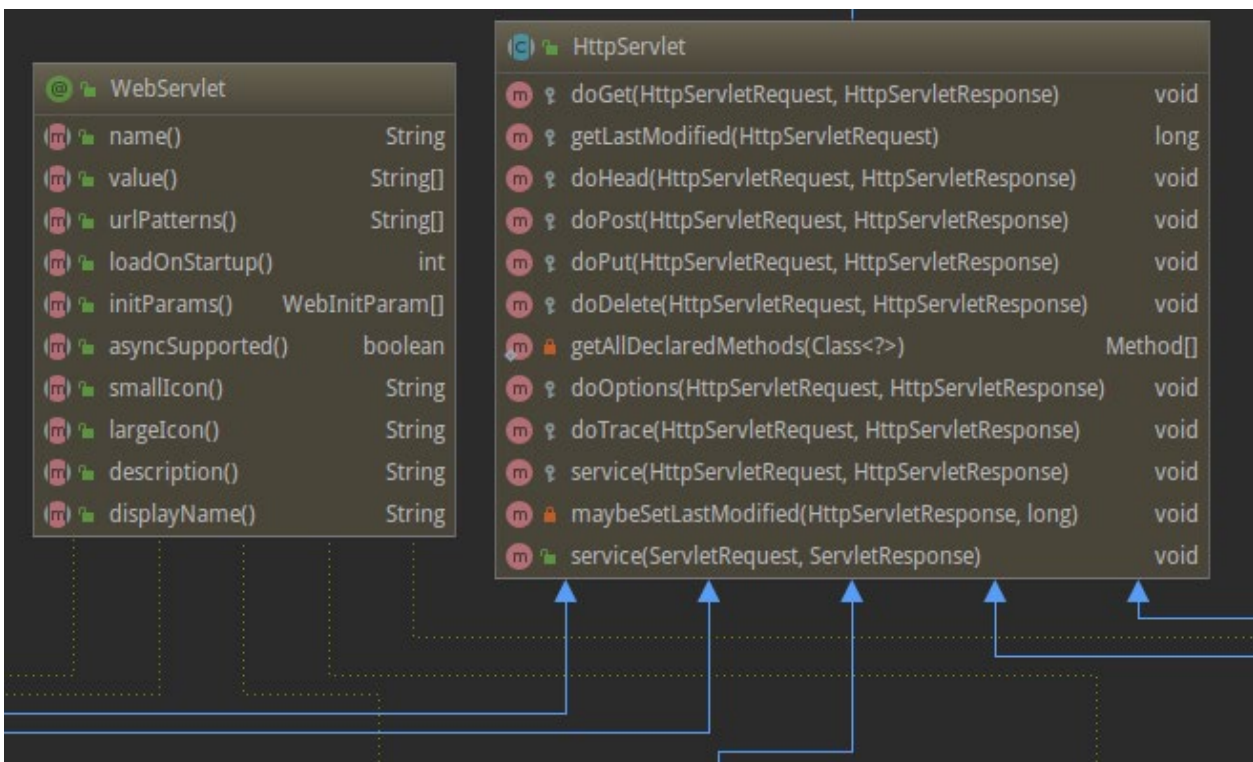 WebServlet
name() String
value() String[]
urlPatterns() String[]
loadOnStartup() int
initParams() WebInitParam[]
asyncSupported() boolean
smallIcon() String
largeIcon() String
description() String
displayName() String
HttpServlet
doGet(HttpServletRequest, HttpServletResponse) void
getLastModified(HttpServletRequest) long
doHead(HttpServletRequest, HttpServletResponse) void
doPost(HttpServletRequest, HttpServletResponse) void
doPut(HttpServletRequest, HttpServletResponse) void
doDelete(HttpServletRequest, HttpServletResponse) void
getAllDeclaredMethods(Class<?>) Method[]
doOptions(HttpServletRequest, HttpServletResponse) void
doTrace(HttpServletRequest, HttpServletResponse) void
service(HttpServletRequest, HttpServletResponse) void
maybeSetLastModified(HttpServletResponse, long) void
service(ServletRequest, ServletResponse) void